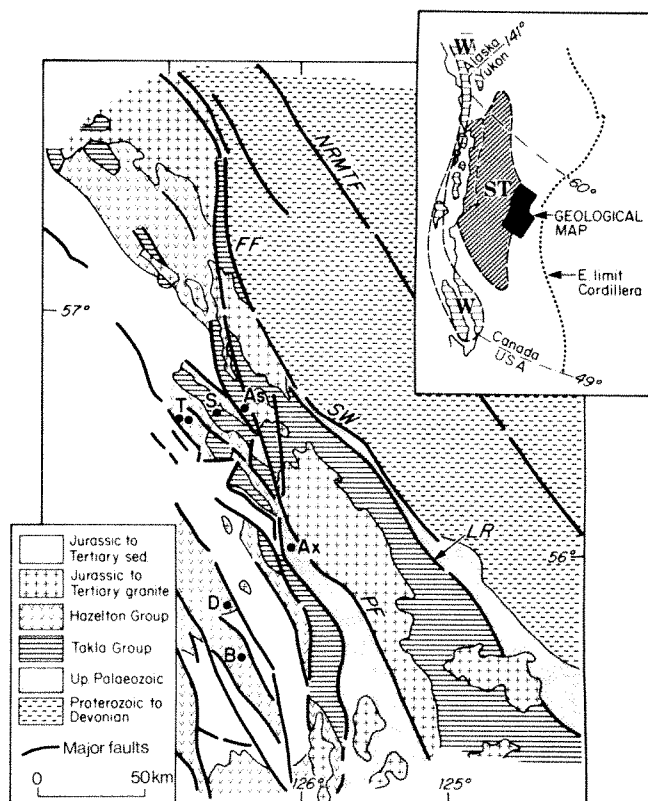 W
Alaska 141°
Yukon
60°
ST
GEOLOGICAL
MAP
E. limit
Cordillera
W
Canada
USA
49°
NRMTF
FF
57°
T
S
As
SW
LR
56°
Ax
PF
D
B
126°
125°
Jurassic to
Tertiary sed
Jurassic to
Tertiary granite
Hazelton Group
Takla Group
Up Palaeozoic
Proterozoic to
Devonian
Major faults
0 50km